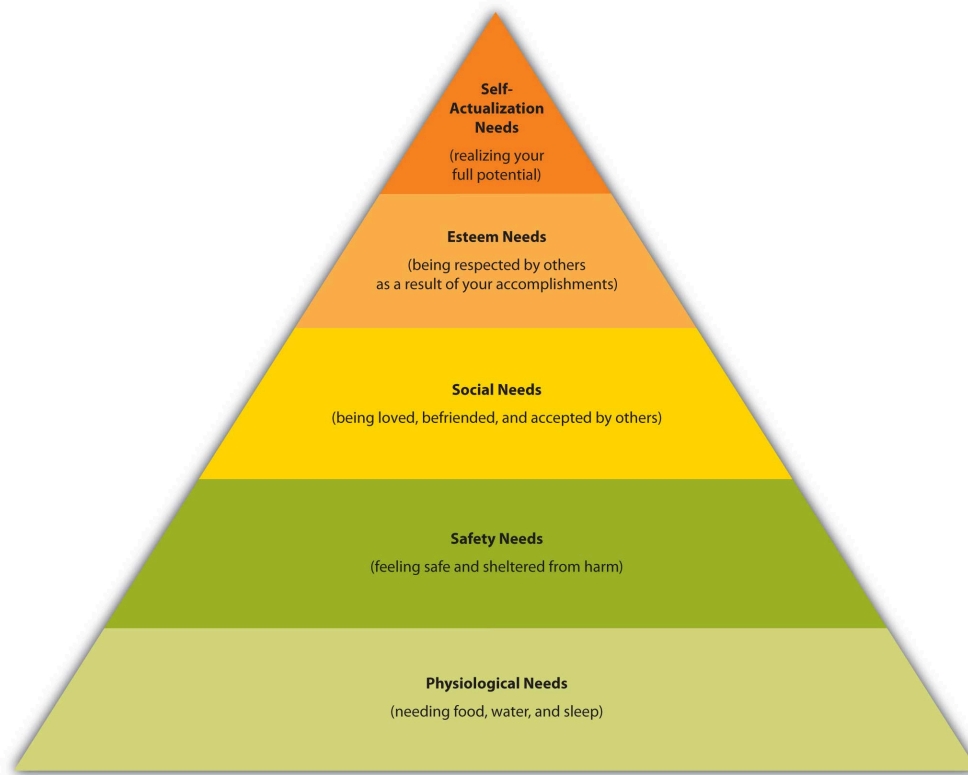 Self-
Actualization
Needs
(realizing your
full potential)
Esteem Needs
(being respected by others
as a result of your accomplishments)
Social Needs
(being loved, befriended, and accepted by others)
Safety Needs
(feeling safe and sheltered from harm)
Physiological Needs
(needing food, water, and sleep)